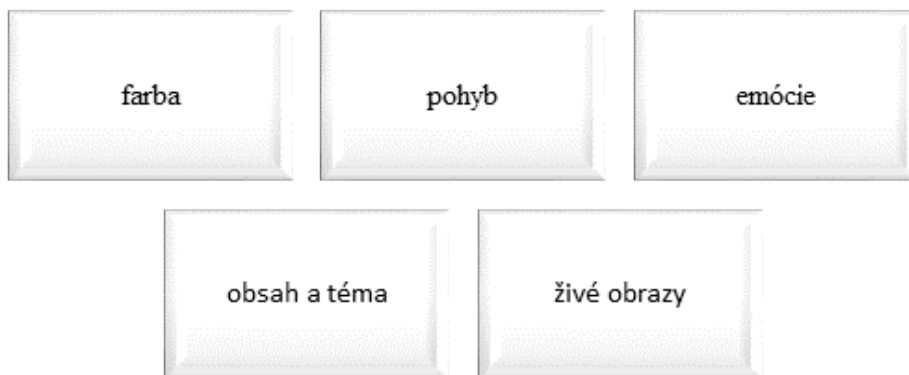 farba
pohyb
emócie
obsah a téma
živé obrazy